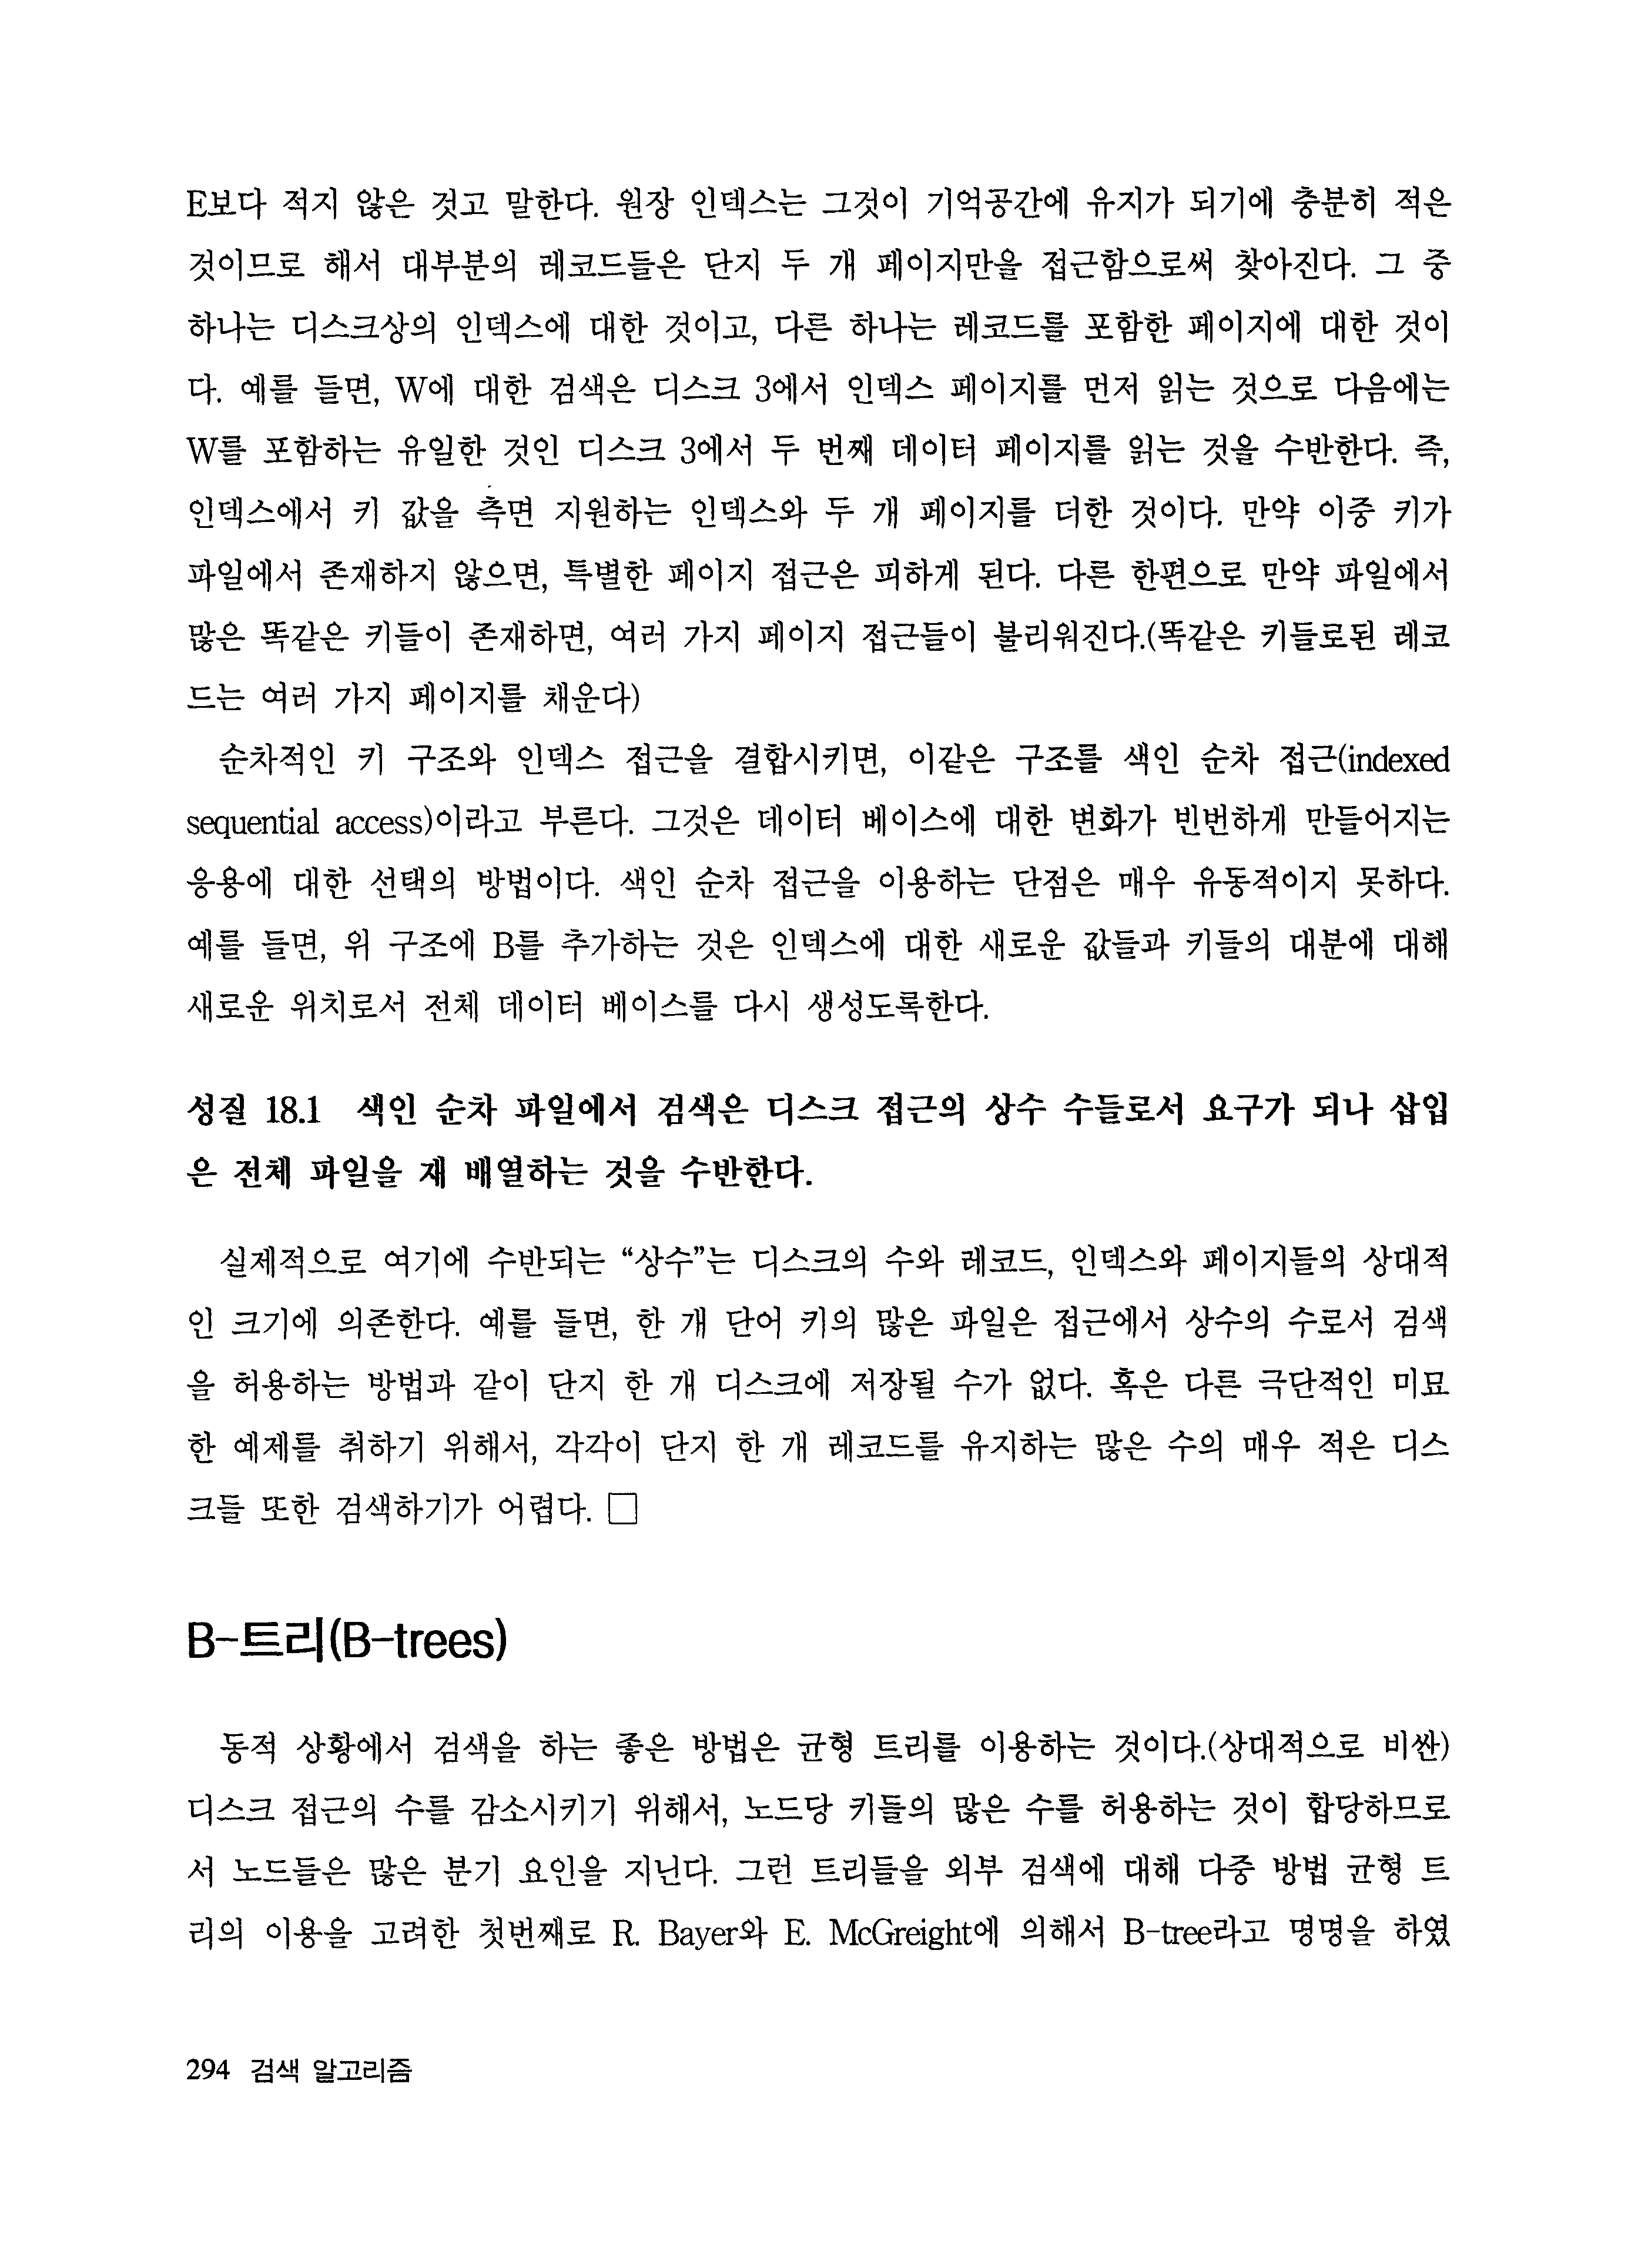 E보다 적지 않은 것고 말한다. 원장 인덱스는 그것이 기억공간에 유지가 되기에 충분히 적은
것이므로 해서 대부분의 레코드들은 단지 두 개 페이지만을 접근함으로써 찾아진다. 그 중
하나는 디스크상의 인덱스에 대한 것이고, 다른 하나는 레코드를 포함한 페이지에 대한 것이
다. 예를 들면, W에 대한 검색은 디스크 3에서 인덱스 페이지를 먼저 읽는 것으로 다음에는
W를 포함하는 유일한 것인 디스크 3에서 두 번째 데이터 페이지를 읽는 것을 수반한다. 즉,
인덱스에서 키 값을 측면 지원하는 인덱스와 두 개 페이지를 더한 것이다. 만약 이중 키가
파일에서 존재하지 않으면, 특별한 페이지 접근은 피하게 된다. 다른 한편으로 만약 파일에서
많은 똑같은 키들이 존재하면, 여러 가지 페이지 접근들이 불리워진다.(똑같은 키들로된 레코
드는 여러 가지 페이지를 채운다)
순차적인 키 구조와 인덱스 접근을 결합시키면, 이같은 구조를 색인 순차 접근(indexed
sequential access)이라고 부른다. 그것은 데이터 베이스에 대한 변화가 빈번하게 만들어지는
응용에 대한 선택의 방법이다. 색인 순차 접근을 이용하는 단점은 매우 유동적이지 못하다.
예를 들면, 위 구조에 B를 추가하는 것은 인덱스에 대한 새로운 값들과 키들의 대분에 대해
새로운 위치로서 전체 데이터 베이스를 다시 생성도록한다.
성질 18.1 색인 순차 파일에서 검색은 디스크 접근의 상수 수들로서 요구가 되나 삽입
은 전체 파일을 재 배열하는 것을 수반한다.
실제적으로 여기에 수반되는 “상수”는 디스크의 수와 레코드, 인덱스와 페이지들의 상대적
인 크기에 의존한다. 예를 들면, 한 개 단어 키의 많은 파일은 접근에서 상수의 수로서 검색
을 허용하는 방법과 같이 단지 한 개 디스크에 저장될 수가 없다. 혹은 다른 극단적인 미묘
한 예제를 취하기 위해서, 각각이 단지 한 개 레코드를 유지하는 많은 수의 매우 적은 디스
크들 또한 검색하기가 어렵다. □
B-트리(B-trees)
동적 상황에서 검색을 하는 좋은 방법은 균형 트리를 이용하는 것이다.(상대적으로 비싼)
디스크 접근의 수를 감소시키기 위해서, 노드당 키들의 많은 수를 허용하는 것이 합당하므로
서 노드들은 많은 분기 요인을 지닌다. 그런 트리들을 외부 검색에 대해 다중 방법 균형 트
리의 이용을 고려한 첫번째로 R. Bayer와 E. McGreight에 의해서 B-tree라고 명명을 하였
294 검색 알고리즘